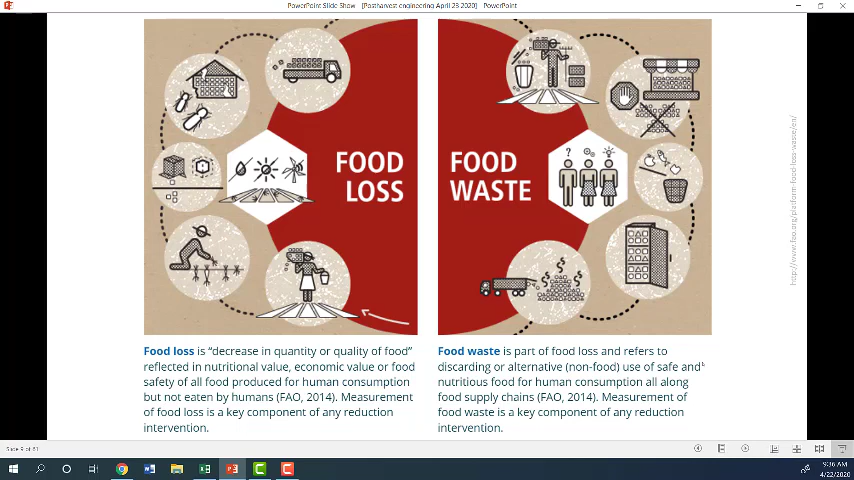 PowerPoint Slide Show - [Postharvest engineering April 23 2020] - PowerPoint
FOOD
LOSS
FOOD
WASTE
?
http://www.fao.org/platform-food-loss-waste/en/
Food loss is “decrease in quantity or quality of food”
reflected in nutritional value, economic value or food
safety of all food produced for human consumption
but not eaten by humans (FAO, 2014). Measurement
of food loss is a key component of any reduction
intervention.
Food waste is part of food loss and refers to
discarding or alternative (non-food) use of safe and
nutritious food for human consumption all along
food supply chains (FAO, 2014). Measurement of
food waste is a key component of any reduction
intervention.
Slide 9 of 81
9:36 AM
4/22/2020